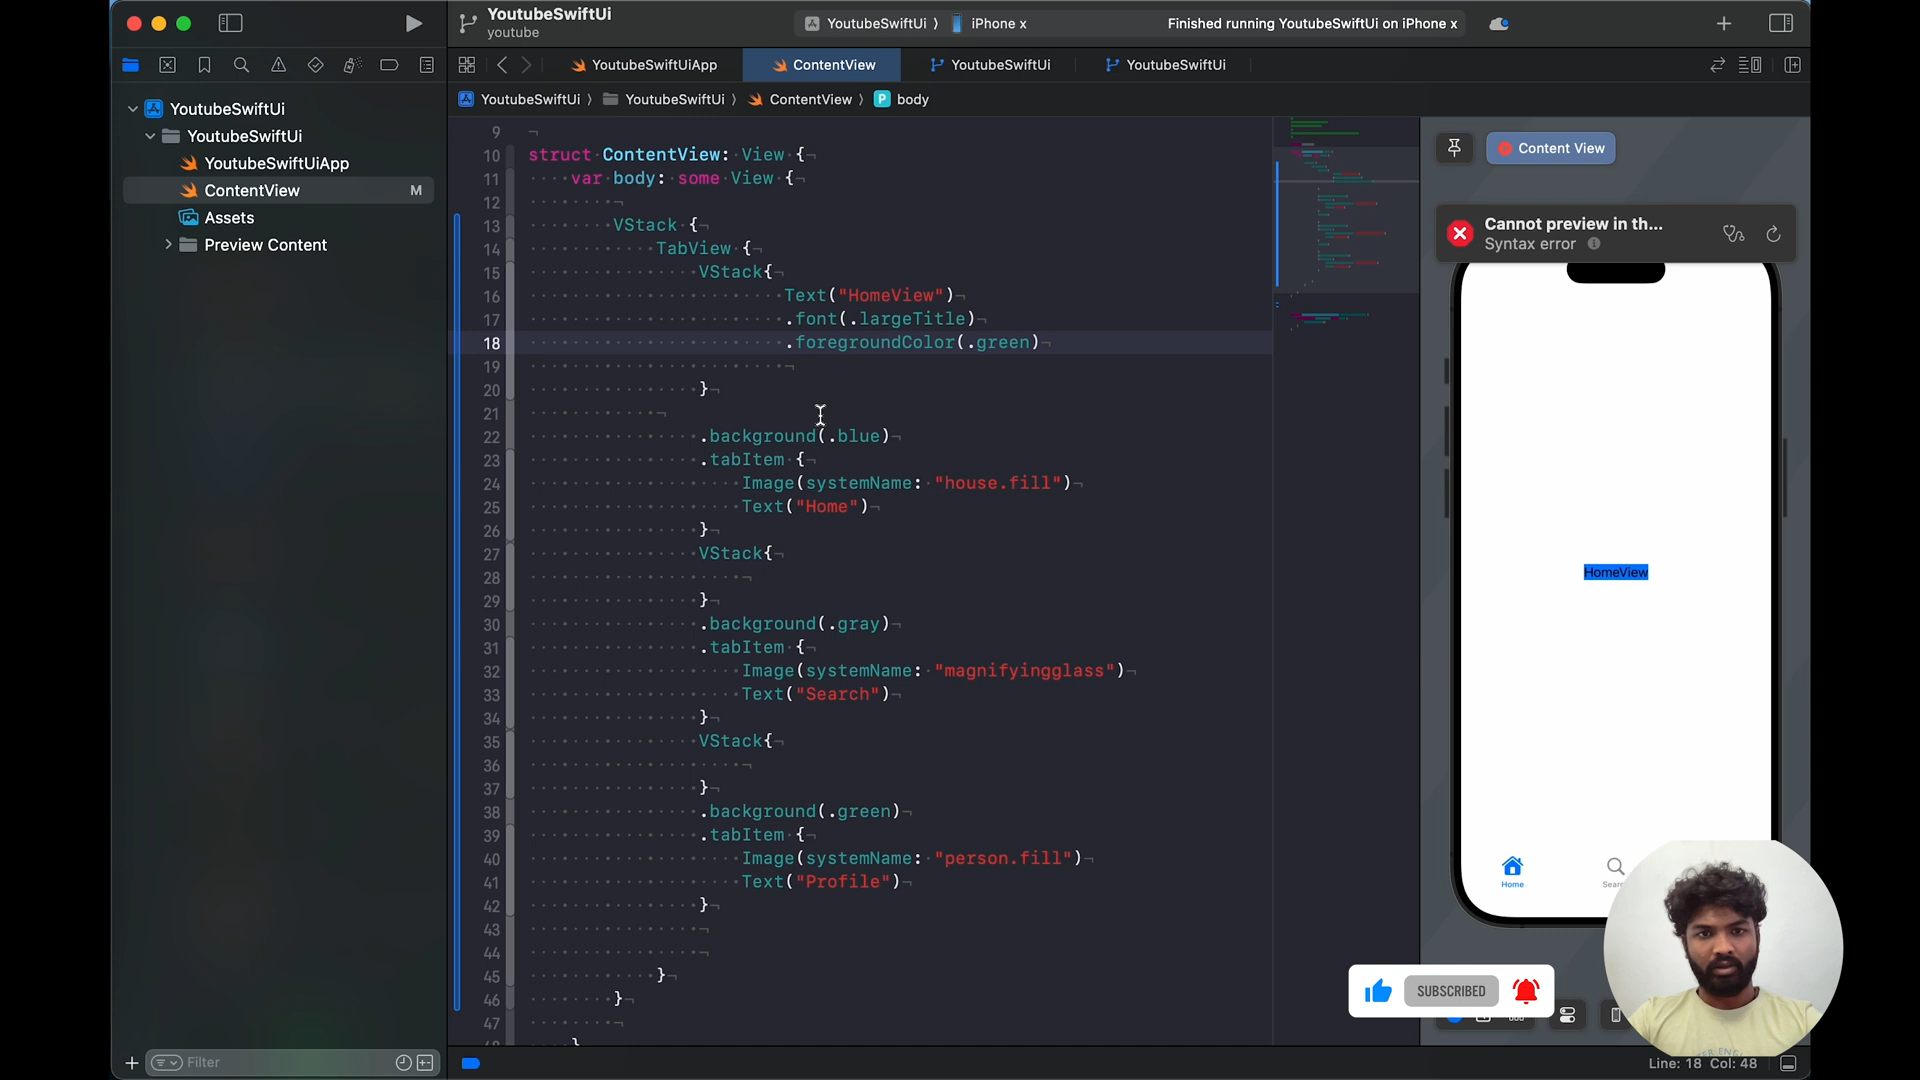 YoutubeSwiftUi
youtube
YoutubeSwiftUi ⟩ iPhone x
Finished running YoutubeSwiftUi on iPhone x
YoutubeSwiftUiApp
ContentView
YoutubeSwiftUi
YoutubeSwiftUi
YoutubeSwiftUi ⟩ YoutubeSwiftUi ⟩ ContentView ⟩ P body
YoutubeSwiftUi
YoutubeSwiftUi
YoutubeSwiftUiApp
ContentView M
Assets
Preview Content
9
10 struct ContentView: View {
11 var body: some View {
12
13 VStack {
14 TabView {
15 VStack{
16 Text("HomeView")
17 .font(.largeTitle)
18 .foregroundColor(.green)
19
20 }
21
22 .background(.blue)
23 .tabItem {
24 Image(systemName: "house.fill")
25 Text("Home")
26 }
27 VStack{
28
29 }
30 .background(.gray)
31 .tabItem {
32 Image(systemName: "magnifyingglass")
33 Text("Search")
34 }
35 VStack{
36
37 }
38 .background(.green)
39 .tabItem {
40 Image(systemName: "person.fill")
41 Text("Profile")
42 }
43
44
45 }
46 }
47
48 }
Content View
Cannot preview in th...
Syntax error
HomeView
Home
SUBSCRIBED
Filter
Line: 18 Col: 48